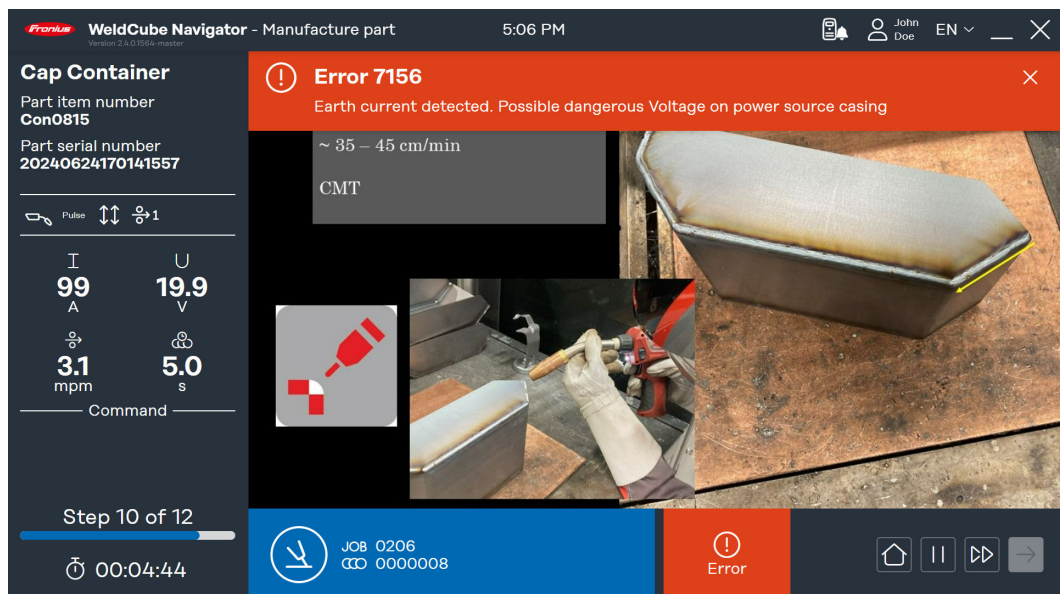 Fronius WeldCube Navigator - Manufacture part 5:06 PM John Doe EN
Version 2.4.0.1564-master
Cap Container
Part item number
Con0815
Part serial number
20240624170141557
Pulse 1
I U
99 19.9
A V
3.1 5.0
mpm s
Command
Step 10 of 12
00:04:44
Error 7156
Earth current detected. Possible dangerous Voltage on power source casing
~ 35 – 45 cm/min
CMT
JOB 0206
0000008
Error